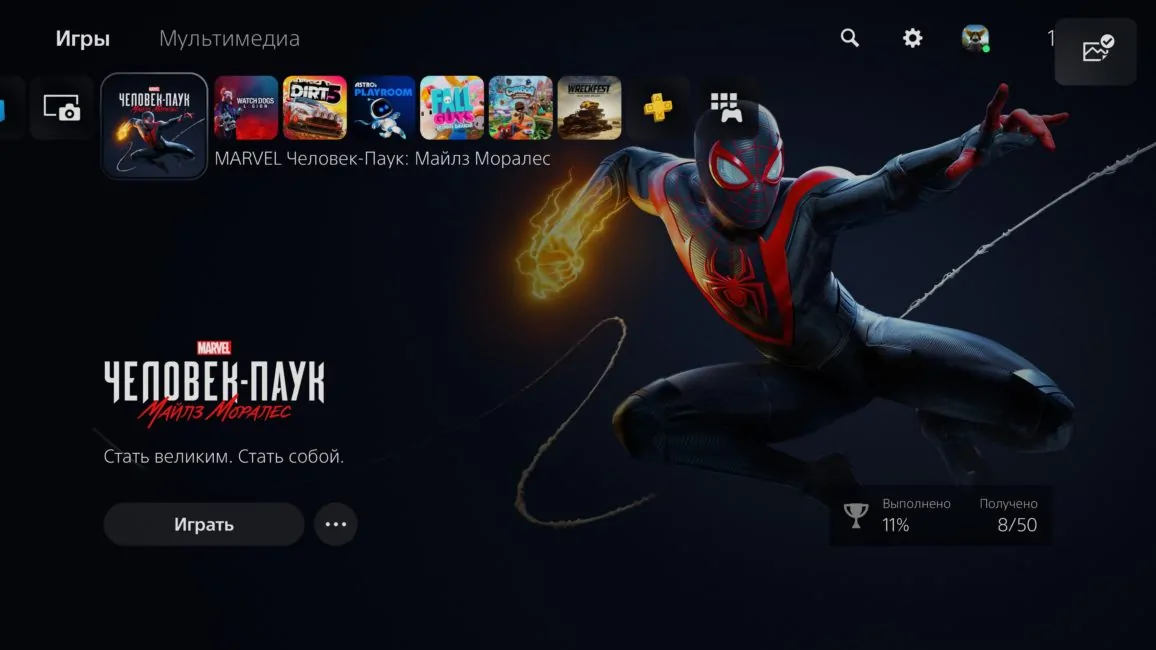 Игры
Мультимедиа
1
MARVEL
ЧЕЛОВЕК-ПАУК
Майлз Моралес
WATCH DOGS
LEGION
DIRT 5
ASTRO's
PLAYROOM
FALL
GUYS
WRECKFEST
MARVEL Человек-Паук: Майлз Моралес
MARVEL
ЧЕЛОВЕК-ПАУК
Майлз Моралес
Стать великим. Стать собой.
Играть
Выполнено
Получено
11%
8/50